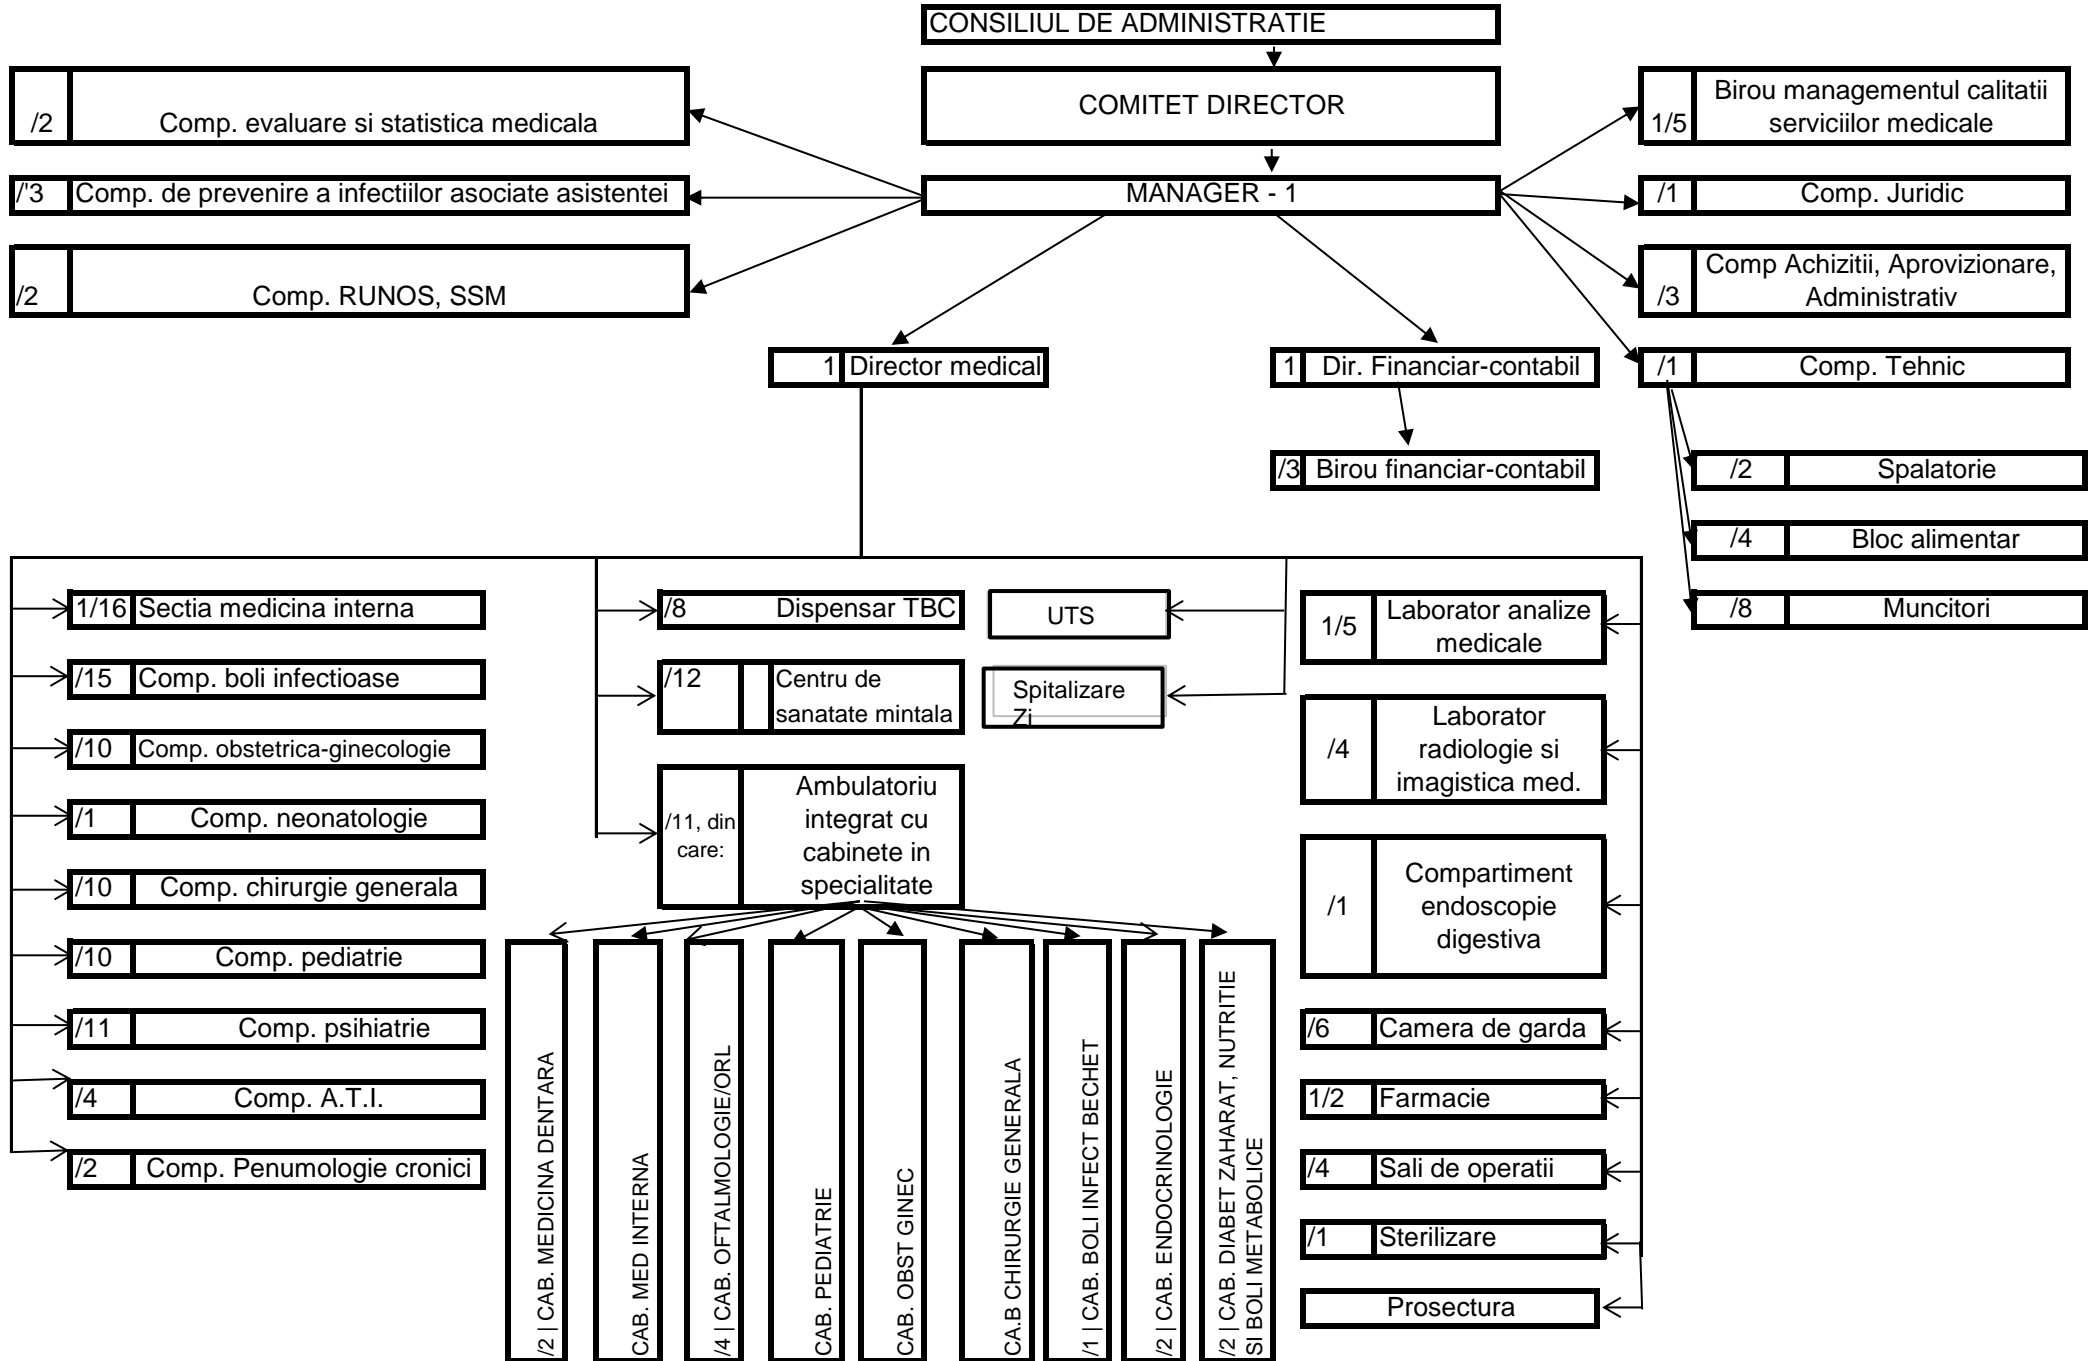 CONSILIUL DE ADMINISTRATIE
COMITET DIRECTOR
MANAGER - 1
/2 Comp. evaluare si statistica medicala
/'3 Comp. de prevenire a infectiilor asociate asistentei
/2 Comp. RUNOS, SSM
1/5 Birou managementul calitatii
serviciilor medicale
/1 Comp. Juridic
/3 Comp Achizitii, Aprovizionare,
Administrativ
/1 Comp. Tehnic
1 Director medical
1 Dir. Financiar-contabil
/3 Birou financiar-contabil
/2 Spalatorie
/4 Bloc alimentar
/8 Muncitori
1/16 Sectia medicina interna
/15 Comp. boli infectioase
/10 Comp. obstetrica-ginecologie
/1 Comp. neonatologie
/10 Comp. chirurgie generala
/10 Comp. pediatrie
/11 Comp. psihiatrie
/4 Comp. A.T.I.
/2 Comp. Penumologie cronici
/8 Dispensar TBC
/12 Centru de
sanatate mintala
/11, din
care:
Ambulatoriu
integrat cu
cabinete in
specialitate
UTS
Spitalizare
Zi
/2 | CAB. MEDICINA DENTARA
CAB. MED INTERNA
/4 | CAB. OFTALMOLOGIE/ORL
CAB. PEDIATRIE
CAB. OBST GINEC
CA.B CHIRURGIE GENERALA
/1 | CAB. BOLI INFECT BECHET
/2 | CAB. ENDOCRINOLOGIE
/2 | CAB. DIABET ZAHARAT, NUTRITIE
SI BOLI METABOLICE
1/5 Laborator analize
medicale
/4 Laborator
radiologie si
imagistica med.
/1 Compartiment
endoscopie
digestiva
/6 Camera de garda
1/2 Farmacie
/4 Sali de operatii
/1 Sterilizare
Prosectura